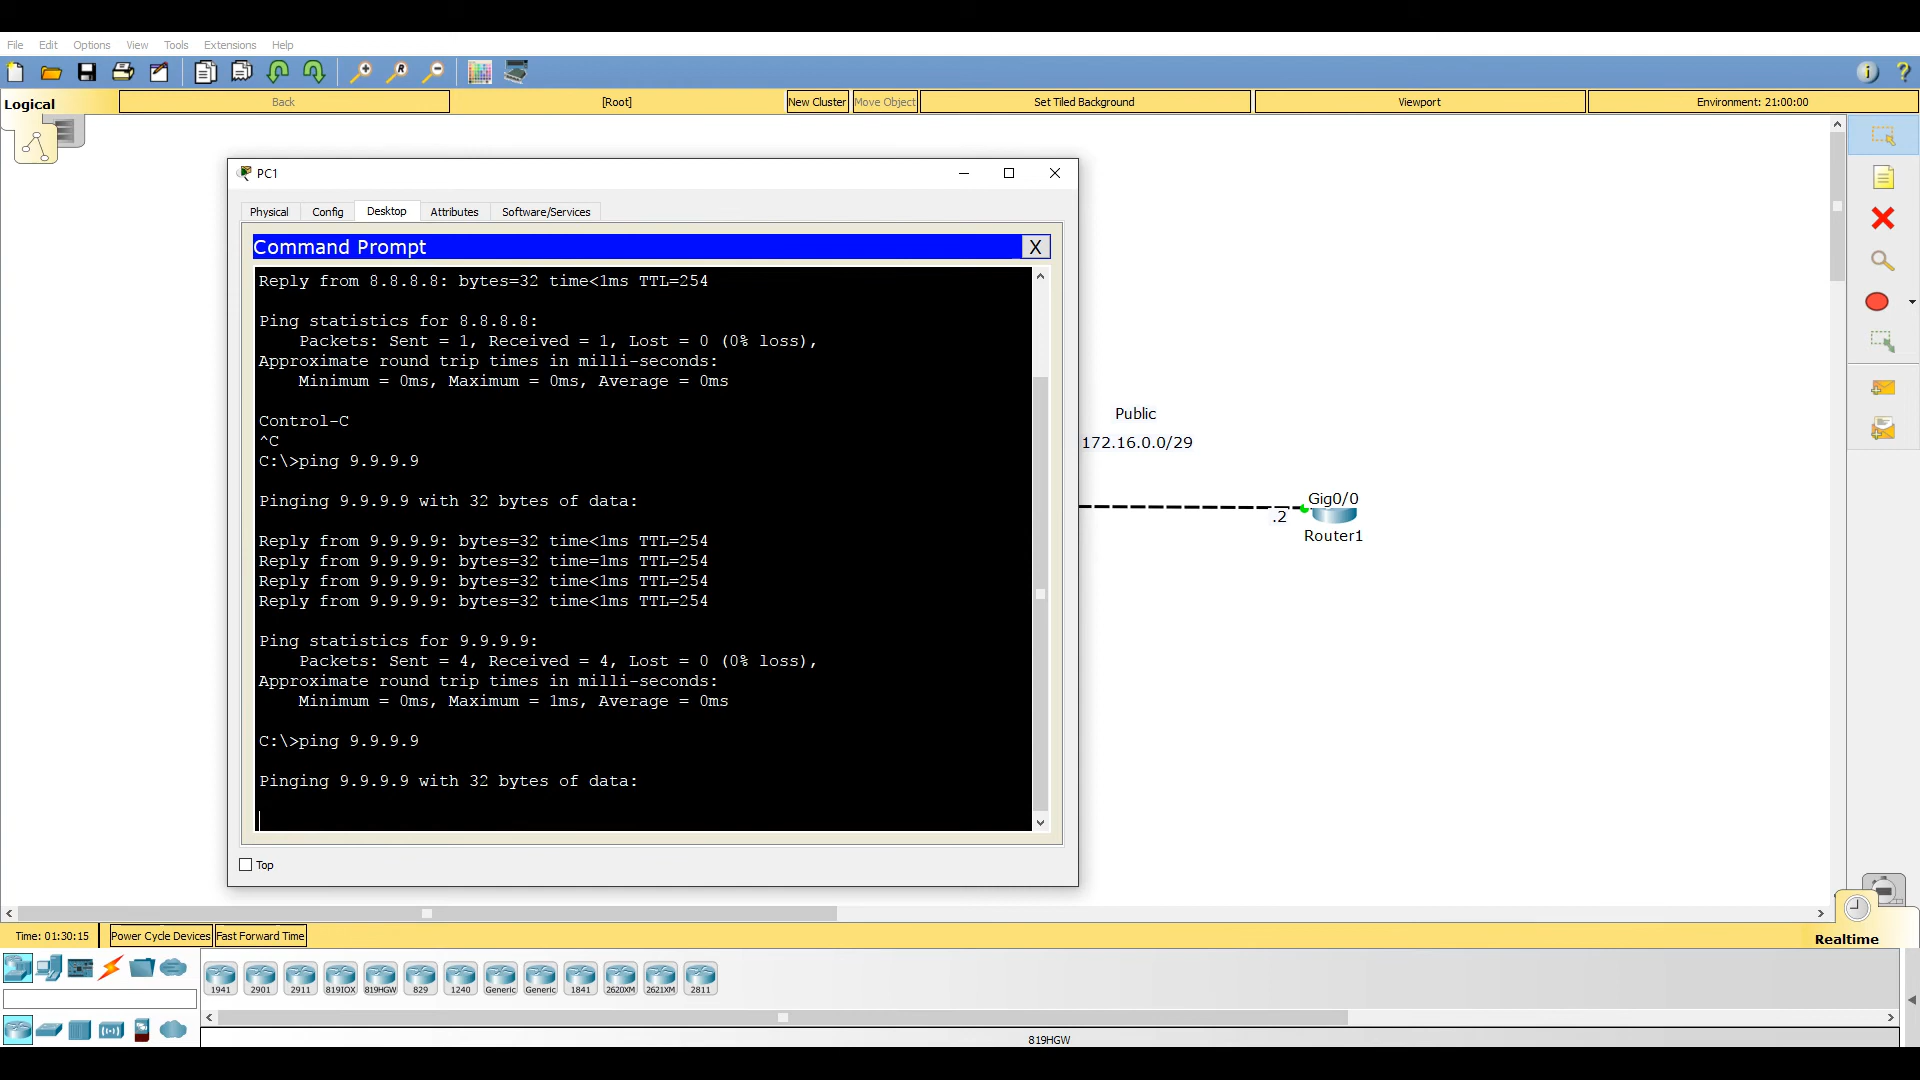 File Edit Options View Tools Extensions Help
Logical
Back
[Root]
New Cluster
Move Object
Set Tiled Background
Viewport
Environment: 21:00:00
PC1
Physical Config Desktop Attributes Software/Services
Command Prompt
X
Reply from 8.8.8.8: bytes=32 time<1ms TTL=254
Ping statistics for 8.8.8.8:
Packets: Sent = 1, Received = 1, Lost = 0 (0% loss),
Approximate round trip times in milli-seconds:
Minimum = 0ms, Maximum = 0ms, Average = 0ms
Control-C
^C
C:\>ping 9.9.9.9
Pinging 9.9.9.9 with 32 bytes of data:
Reply from 9.9.9.9: bytes=32 time<1ms TTL=254
Reply from 9.9.9.9: bytes=32 time=1ms TTL=254
Reply from 9.9.9.9: bytes=32 time<1ms TTL=254
Reply from 9.9.9.9: bytes=32 time<1ms TTL=254
Ping statistics for 9.9.9.9:
Packets: Sent = 4, Received = 4, Lost = 0 (0% loss),
Approximate round trip times in milli-seconds:
Minimum = 0ms, Maximum = 1ms, Average = 0ms
C:\>ping 9.9.9.9
Pinging 9.9.9.9 with 32 bytes of data:
Top
Public
172.16.0.0/29
Gig0/0
.2
Router1
Time: 01:30:15
Power Cycle Devices
Fast Forward Time
Realtime
1941 2901 2911 819IOX 819HGW 829 1240 Generic Generic 1841 2620XM 2621XM 2811
819HGW